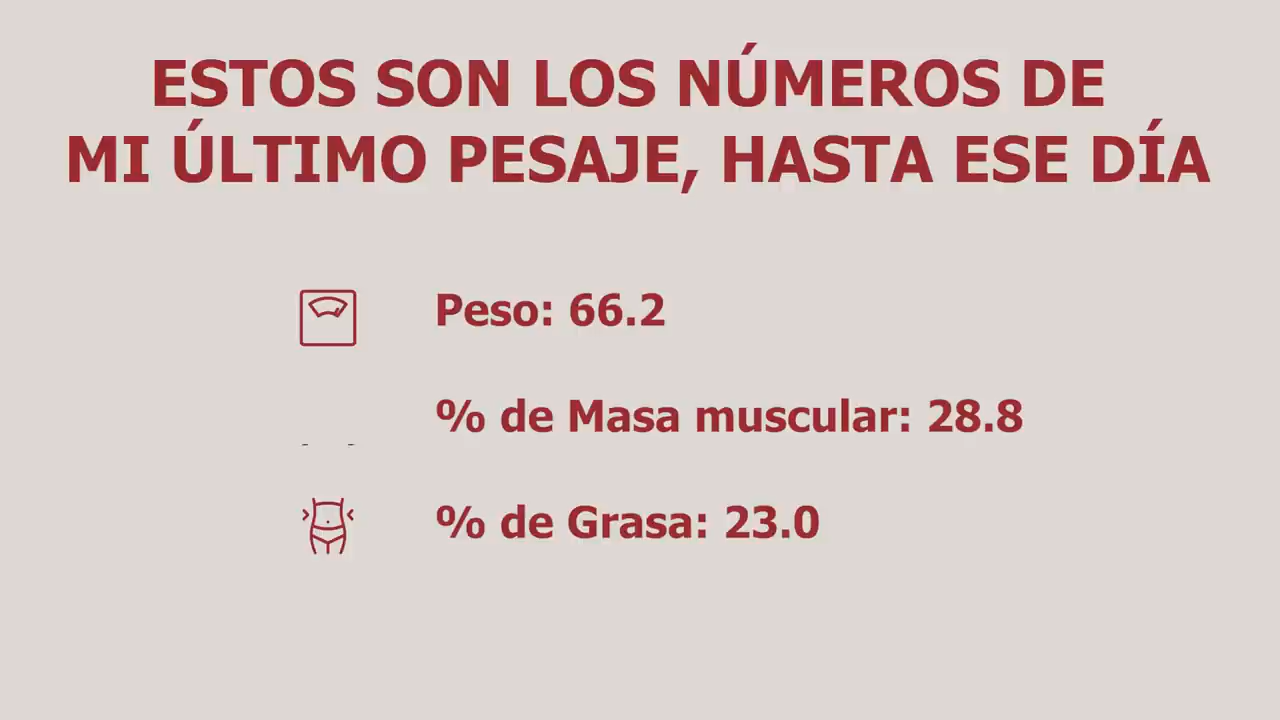 ESTOS SON LOS NÚMEROS DE
MI ÚLTIMO PESAJE, HASTA ESE DÍA
Peso: 66.2
% de Masa muscular: 28.8
% de Grasa: 23.0